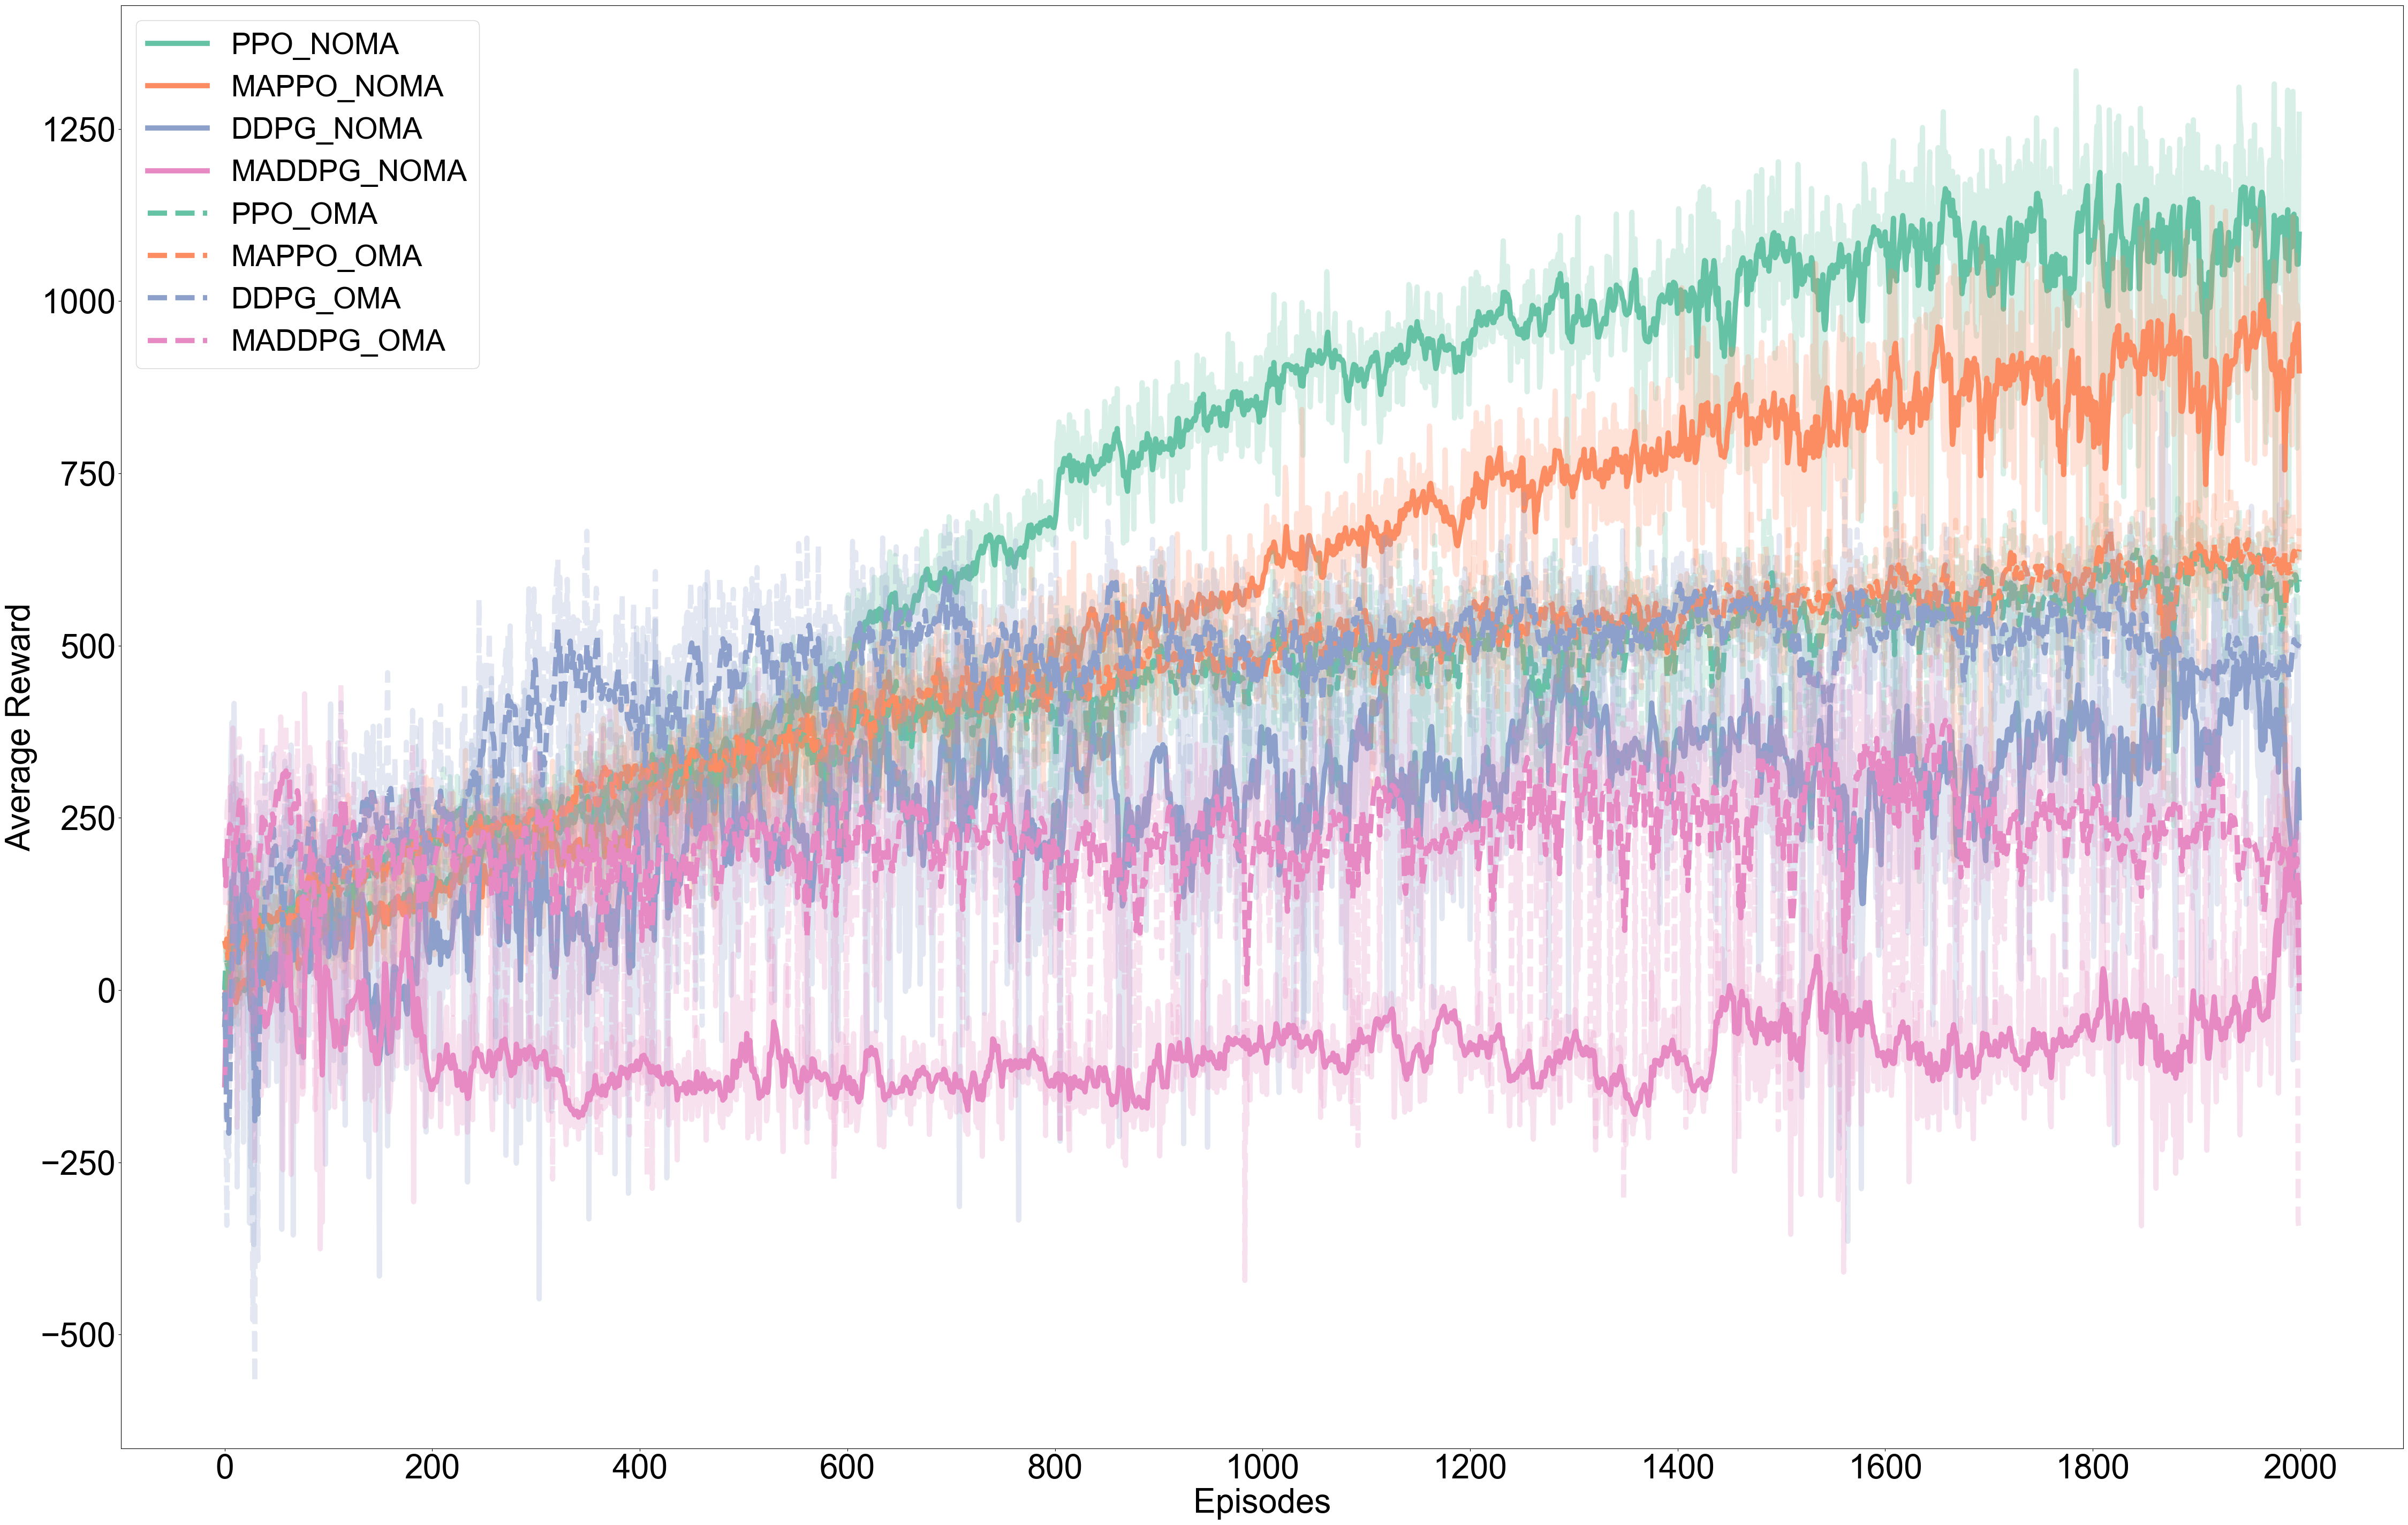 PPO_NOMA
MAPPO_NOMA
DDPG_NOMA
MADDPG_NOMA
PPO_OMA
MAPPO_OMA
DDPG_OMA
MADDPG_OMA
Average Reward
1250
1000
750
500
250
0
−250
−500
0 200 400 600 800 1000 1200 1400 1600 1800 2000
Episodes